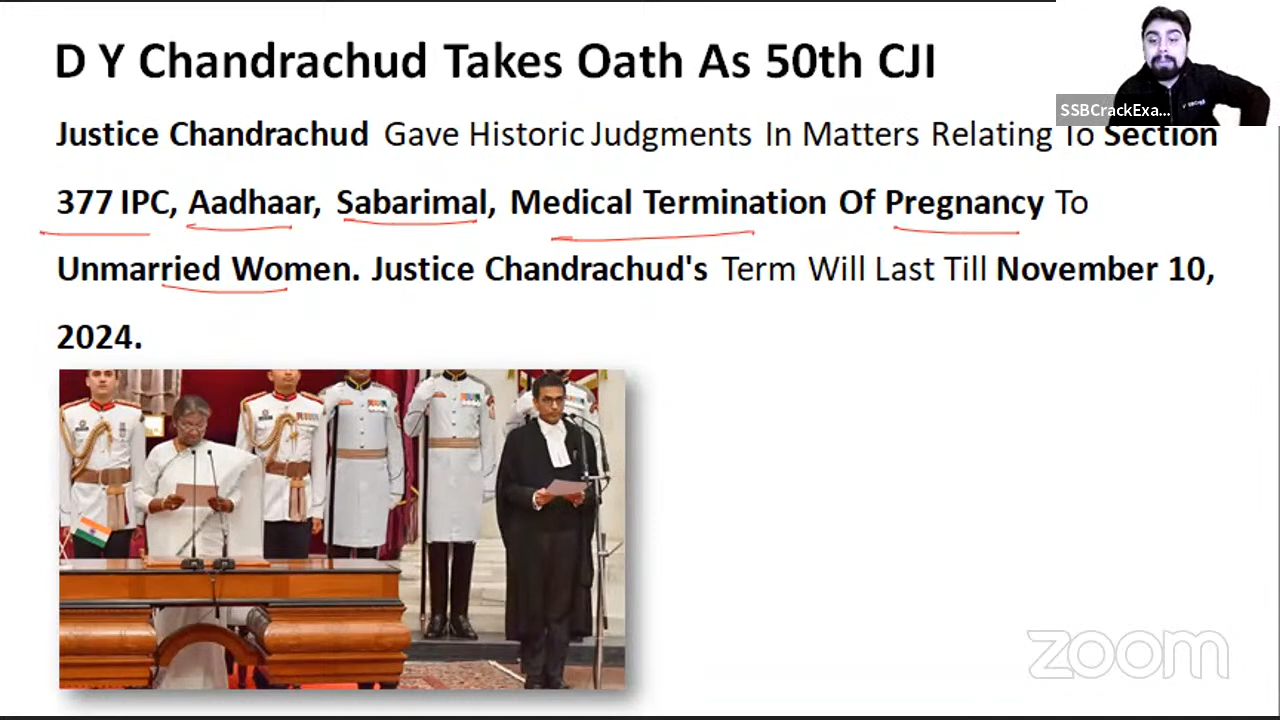 D Y Chandrachud Takes Oath As 50th CJI
SSBCrackExa...
Justice Chandrachud Gave Historic Judgments In Matters Relating To Section
377 IPC, Aadhaar, Sabarimal, Medical Termination Of Pregnancy To
Unmarried Women. Justice Chandrachud's Term Will Last Till November 10,
2024.
zoom